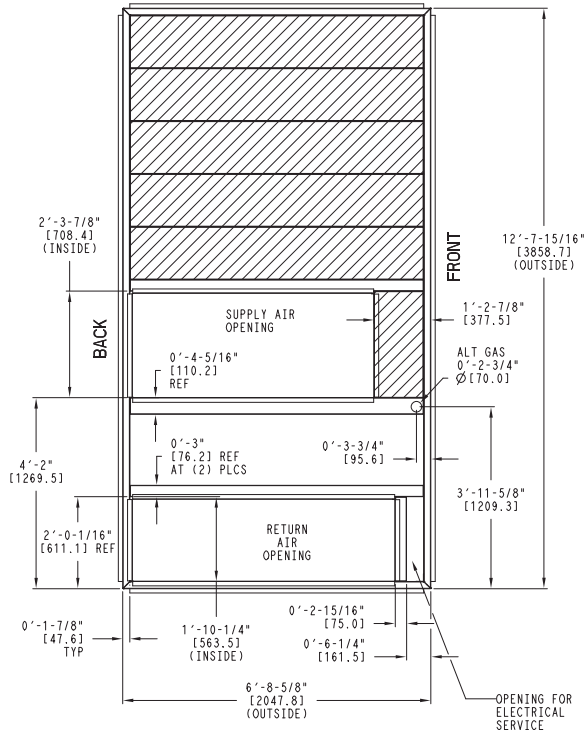 2'-3-7/8"
[708.4]
(INSIDE)
BACK
FRONT
12'-7-15/16"
[3858.7]
(OUTSIDE)
SUPPLY AIR
OPENING
1'-2-7/8"
[377.5]
ALT GAS
0'-2-3/4"
Ø[70.0]
0'-4-5/16"
[110.2]
REF
4'-2"
[1269.5]
0'-3"
[76.2] REF
AT (2) PLCS
0'-3-3/4"
[95.6]
3'-11-5/8"
[1209.3]
2'-0-1/16"
[611.1] REF
RETURN
AIR
OPENING
0'-1-7/8"
[47.6]
TYP
1'-10-1/4"
[563.5]
(INSIDE)
0'-2-15/16"
[75.0]
0'-6-1/4"
[161.5]
6'-8-5/8"
[2047.8]
(OUTSIDE)
OPENING FOR
ELECTRICAL
SERVICE